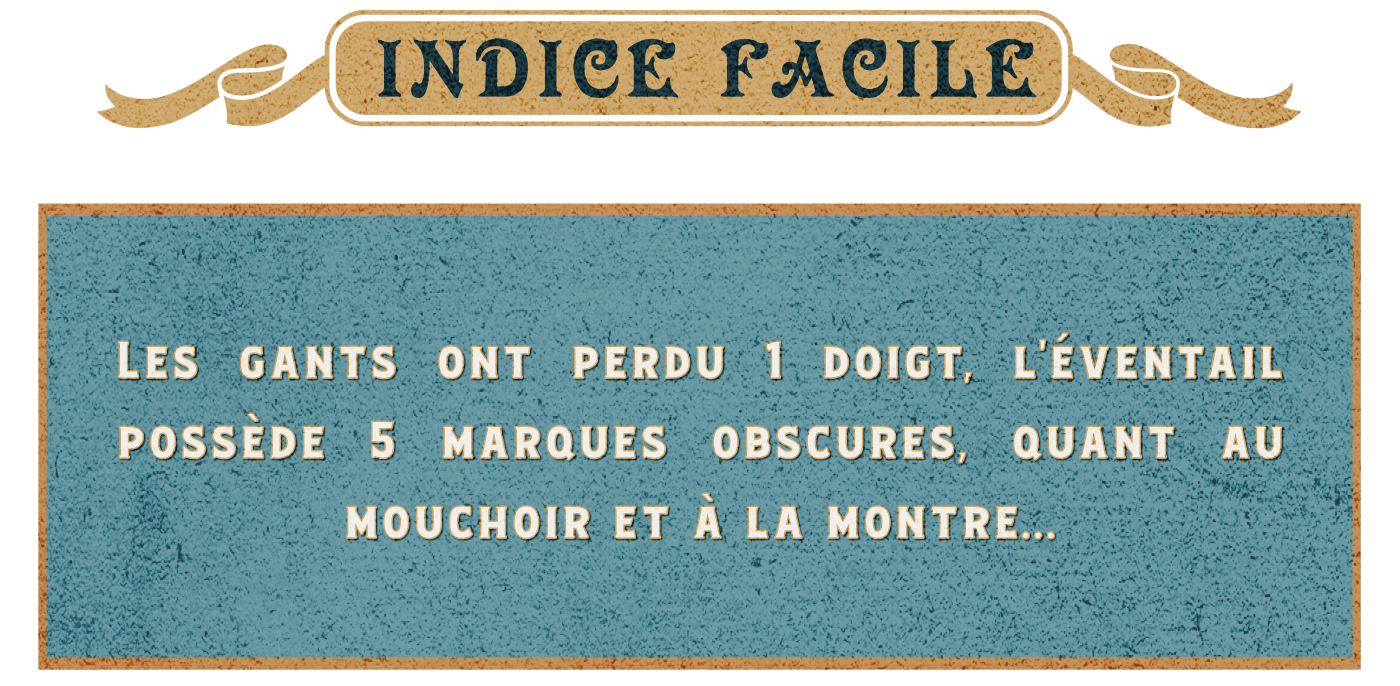 INDICE FACILE
Les gants ont perdu 1 doigt, l'éventail
possède 5 marques obscures, quant au
mouchoir et à la montre...